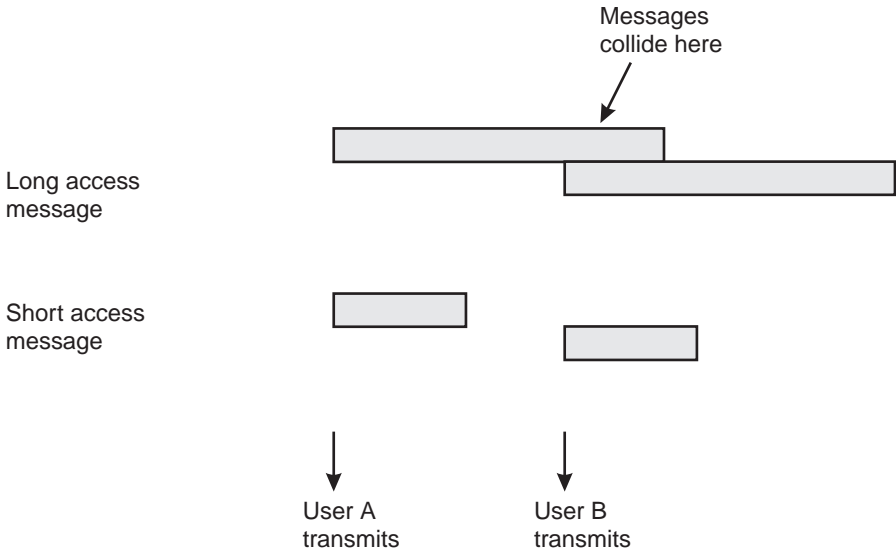 Messages
collide here
Long access
message
Short access
message
User A
transmits
User B
transmits